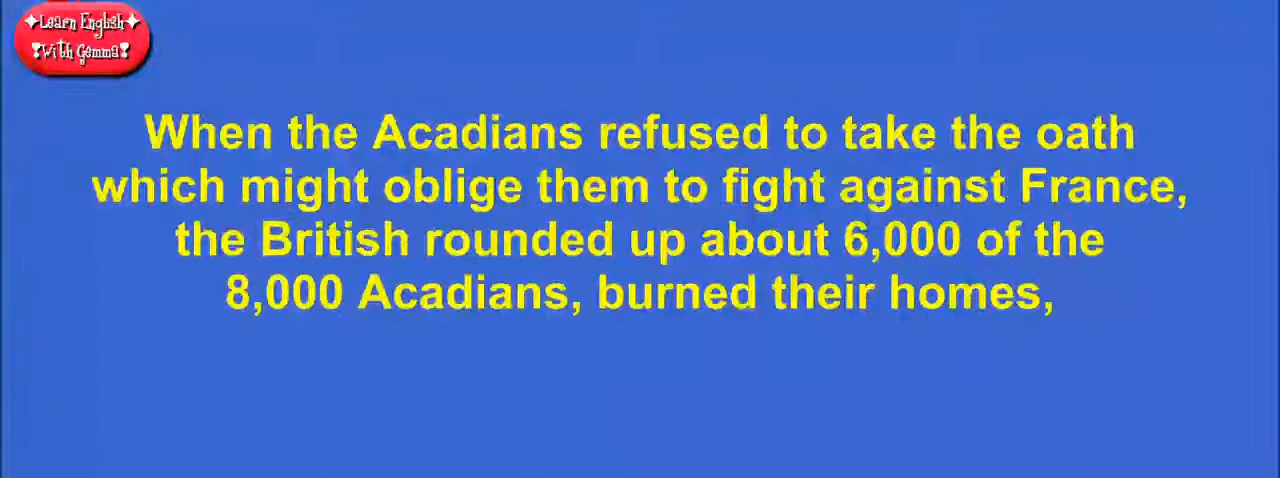 Learn English
With Gemma
When the Acadians refused to take the oath
which might oblige them to fight against France,
the British rounded up about 6,000 of the
8,000 Acadians, burned their homes,